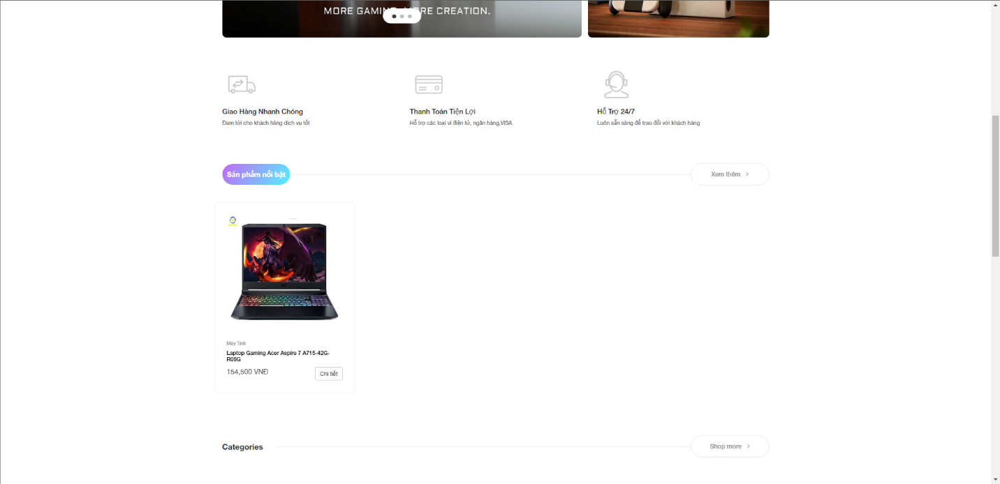 MORE GAMING. MORE CREATION.
Giao Hàng Nhanh Chóng
Đem tới cho khách hàng dịch vụ tốt
Thanh Toán Tiện Lợi
Hỗ trợ các loại ví điện tử, ngân hàng,VISA
Hỗ Trợ 24/7
Luôn sẵn sàng để trao đổi với khách hàng
Sản phẩm nổi bật
Xem thêm
Máy Tính
Laptop Gaming Acer Aspire 7 A715-42G-
R05G
154,500 VNĐ
Chi tiết
Categories
Shop more